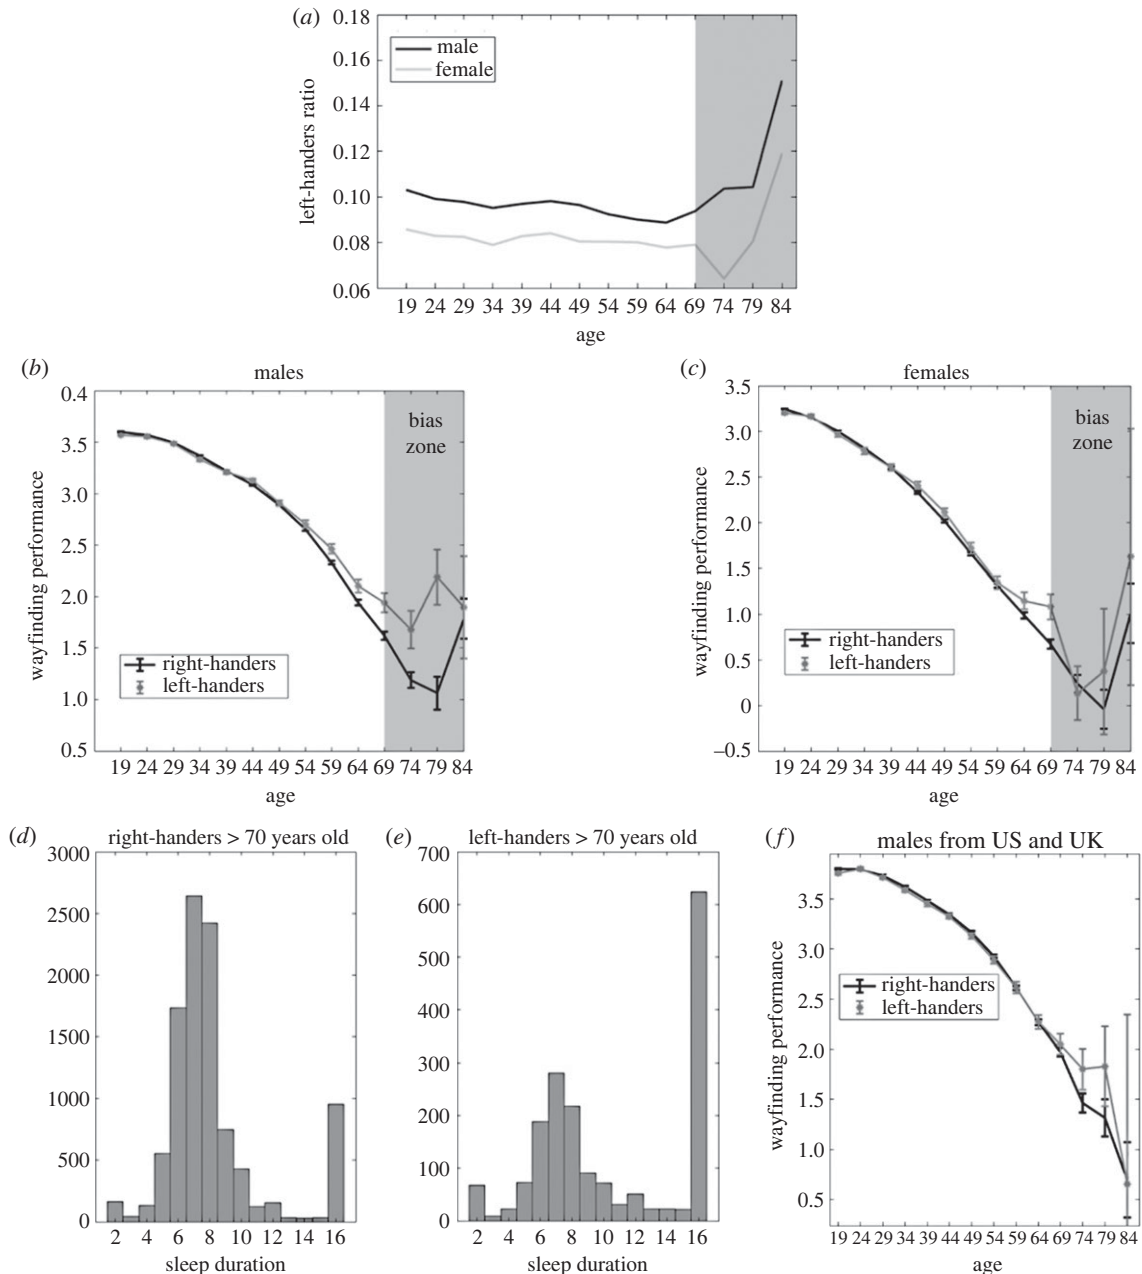 (a)
0.18
0.16
0.14
0.12
0.10
0.08
0.06
left-handers ratio
male
female
19 24 29 34 39 44 49 54 59 64 69 74 79 84
age
(b)
males
0.4
3.5
3.0
2.5
2.0
1.5
1.0
0.5
wayfinding performance
bias
zone
right-handers
left-handers
19 24 29 34 39 44 49 54 59 64 69 74 79 84
age
(c)
females
3.5
3.0
2.5
2.0
1.5
1.0
0.5
0
–0.5
wayfinding performance
bias
zone
right-handers
left-handers
19 24 29 34 39 44 49 54 59 64 69 74 79 84
age
(d)
right-handers > 70 years old
3000
2500
2000
1500
1000
500
0
2 4 6 8 10 12 14 16
sleep duration
(e)
left-handers > 70 years old
700
600
500
400
300
200
100
0
2 4 6 8 10 12 14 16
sleep duration
(f)
males from US and UK
3.5
3.0
2.5
2.0
1.5
1.0
0.5
wayfinding performance
right-handers
left-handers
19 24 29 34 39 44 49 54 59 64 69 74 79 84
age